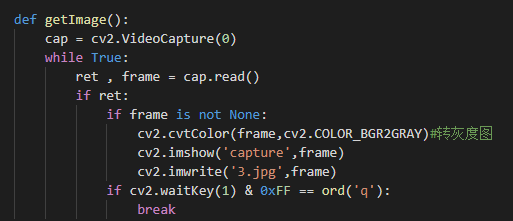 def getImage():
    cap = cv2.VideoCapture(0)
    while True:
        ret , frame = cap.read()
        if ret:
            if frame is not None:
                cv2.cvtColor(frame,cv2.COLOR_BGR2GRAY)#转灰度图
                cv2.imshow('capture',frame)
                cv2.imwrite('3.jpg',frame)
            if cv2.waitKey(1) & 0xFF == ord('q'):
                break